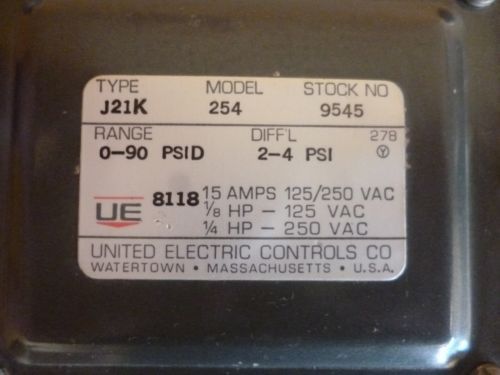 TYPE MODEL STOCK NO
J21K 254 9545
RANGE DIFF'L 278
0-90 PSID 2-4 PSI Y
UE 8118 15 AMPS 125/250 VAC
1/8 HP - 125 VAC
1/4 HP - 250 VAC
UNITED ELECTRIC CONTROLS CO
WATERTOWN • MASSACHUSETTS • U.S.A.